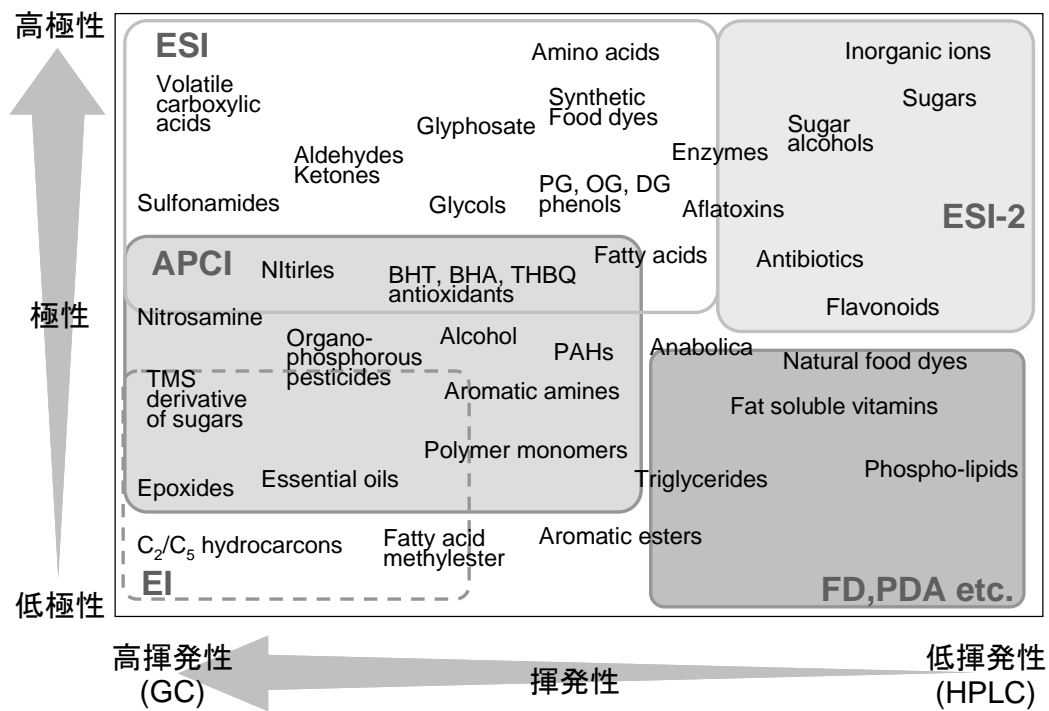 高極性
ESI
Amino acids
Inorganic ions
Volatile
carboxylic
acids
Synthetic
Food dyes
Sugars
Glyphosate
Sugar
alcohols
Aldehydes
Ketones
Enzymes
PG, OG, DG
phenols
Sulfonamides
Glycols
Aflatoxins
ESI-2
APCI
NItirles
BHT, BHA, THBQ
antioxidants
Fatty acids
Antibiotics
Flavonoids
極性
Nitrosamine
Organo-
phosphorous
pesticides
Alcohol
PAHs
Anabolica
Natural food dyes
TMS
derivative
of sugars
Aromatic amines
Fat soluble vitamins
Polymer monomers
Epoxides
Essential oils
Triglycerides
Phospho-lipids
C₂/C₅ hydrocarcons
Fatty acid
methylester
Aromatic esters
EI
FD,PDA etc.
低極性
高揮発性
(GC)
揮発性
低揮発性
(HPLC)